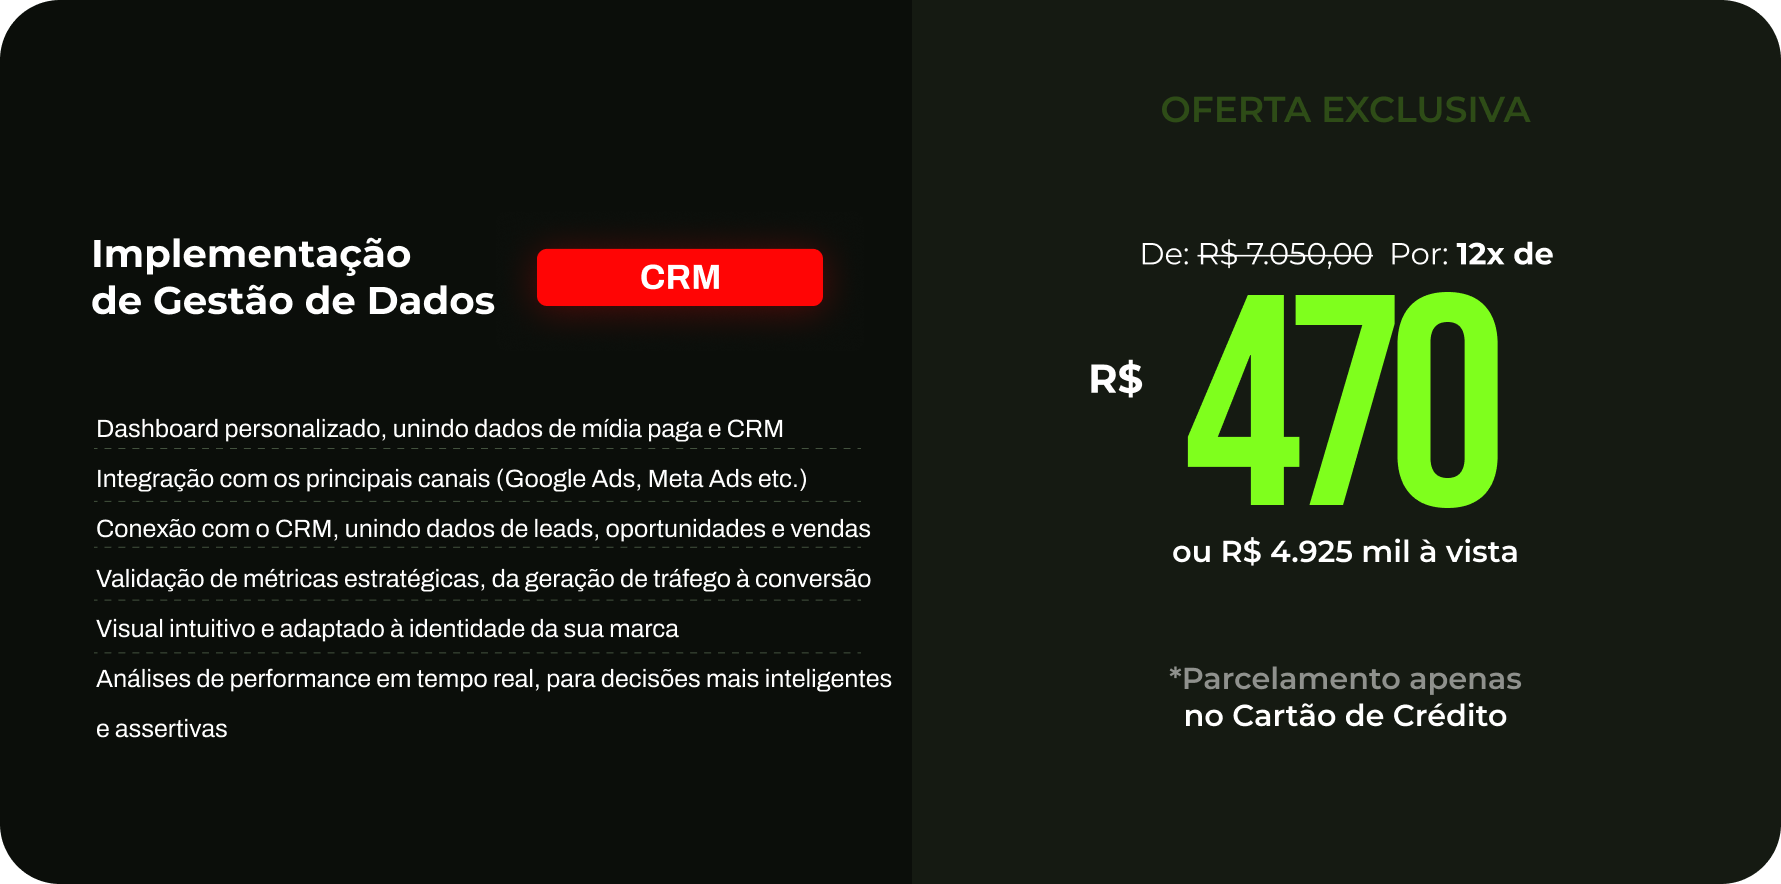 Implementação
de Gestão de Dados
CRM
Dashboard personalizado, unindo dados de mídia paga e CRM
Integração com os principais canais (Google Ads, Meta Ads etc.)
Conexão com o CRM, unindo dados de leads, oportunidades e vendas
Validação de métricas estratégicas, da geração de tráfego à conversão
Visual intuitivo e adaptado à identidade da sua marca
Análises de performance em tempo real, para decisões mais inteligentes
e assertivas
OFERTA EXCLUSIVA
De: R$ 7.050,00 Por: 12x de
R$ 470
ou R$ 4.925 mil à vista
*Parcelamento apenas
no Cartão de Crédito